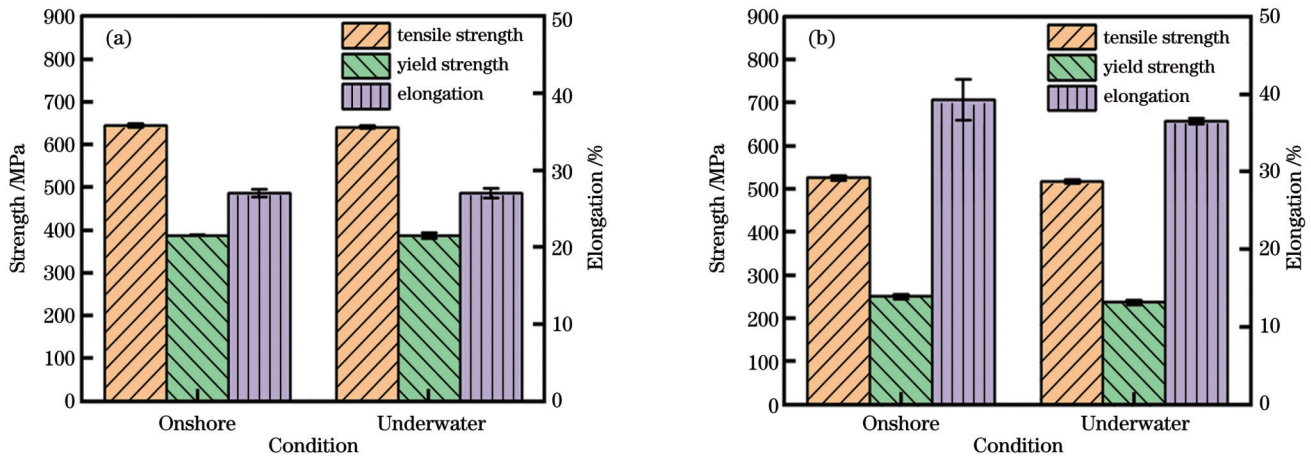 (a)
tensile strength
yield strength
elongation
900
800
700
600
500
400
300
200
100
0
Strength /MPa
50
40
30
20
10
0
Elongation /%
Onshore
Underwater
Condition
(b)
tensile strength
yield strength
elongation
900
800
700
600
500
400
300
200
100
0
Strength /MPa
50
40
30
20
10
0
Elongation /%
Onshore
Underwater
Condition